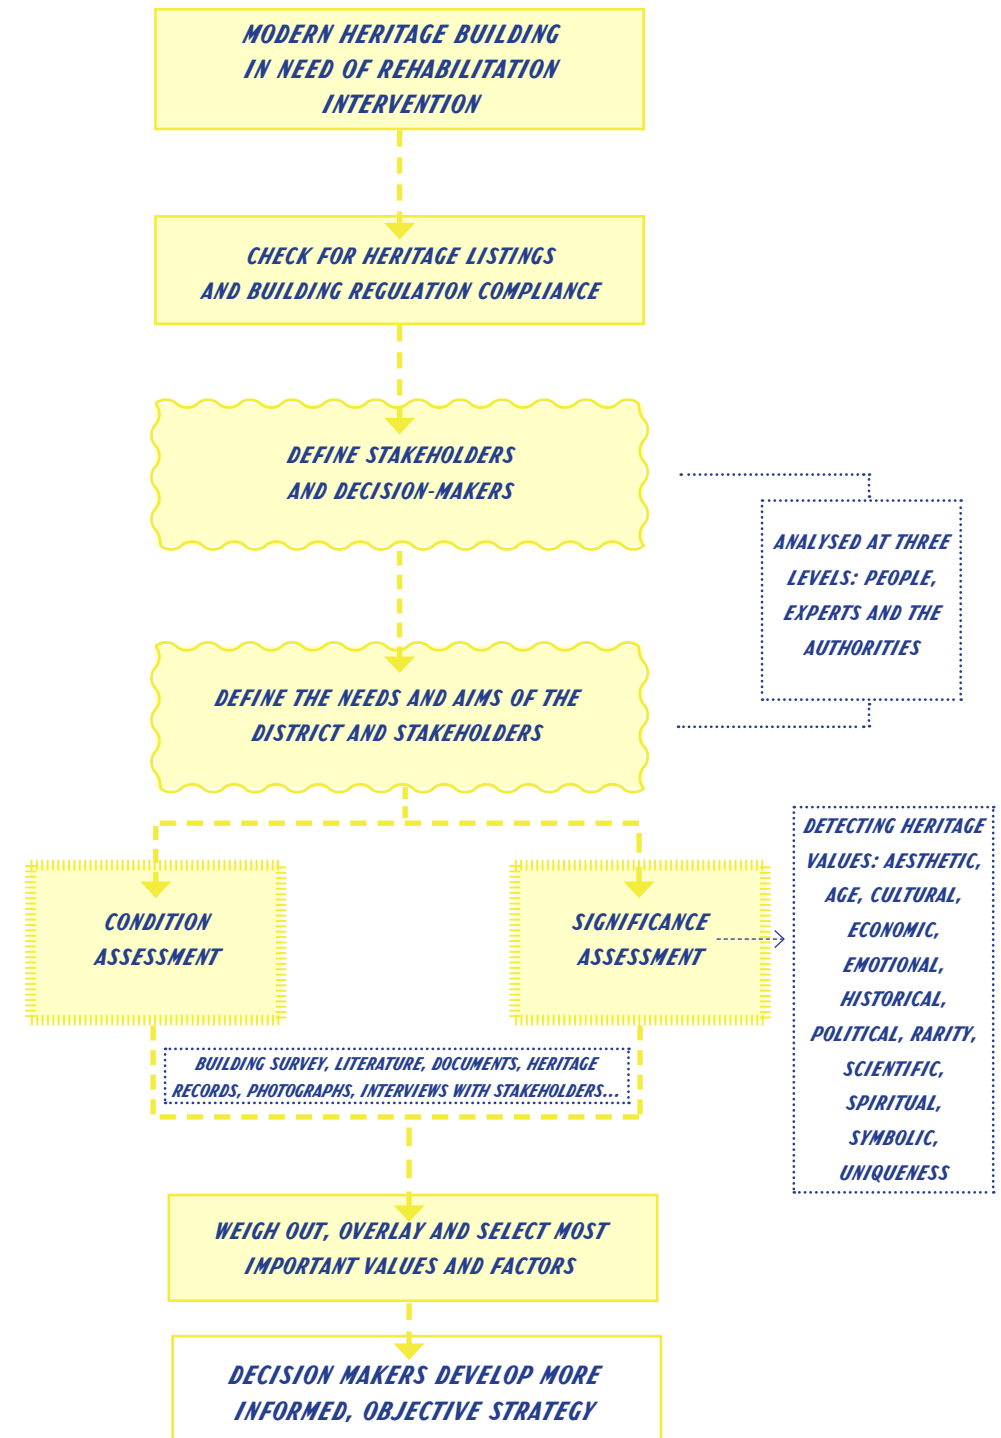 MODERN HERITAGE BUILDING
IN NEED OF REHABILITATION
INTERVENTION
CHECK FOR HERITAGE LISTINGS
AND BUILDING REGULATION COMPLIANCE
DEFINE STAKEHOLDERS
AND DECISION-MAKERS
ANALYSED AT THREE
LEVELS: PEOPLE,
EXPERTS AND THE
AUTHORITIES
DEFINE THE NEEDS AND AIMS OF THE
DISTRICT AND STAKEHOLDERS
CONDITION
ASSESSMENT
SIGNIFICANCE
ASSESSMENT
DETECTING HERITAGE
VALUES: AESTHETIC,
AGE, CULTURAL,
ECONOMIC,
EMOTIONAL,
HISTORICAL,
POLITICAL, RARITY,
SCIENTIFIC,
SPIRITUAL,
SYMBOLIC,
UNIQUENESS
BUILDING SURVEY, LITERATURE, DOCUMENTS, HERITAGE
RECORDS, PHOTOGRAPHS, INTERVIEWS WITH STAKEHOLDERS...
WEIGH OUT, OVERLAY AND SELECT MOST
IMPORTANT VALUES AND FACTORS
DECISION MAKERS DEVELOP MORE
INFORMED, OBJECTIVE STRATEGY